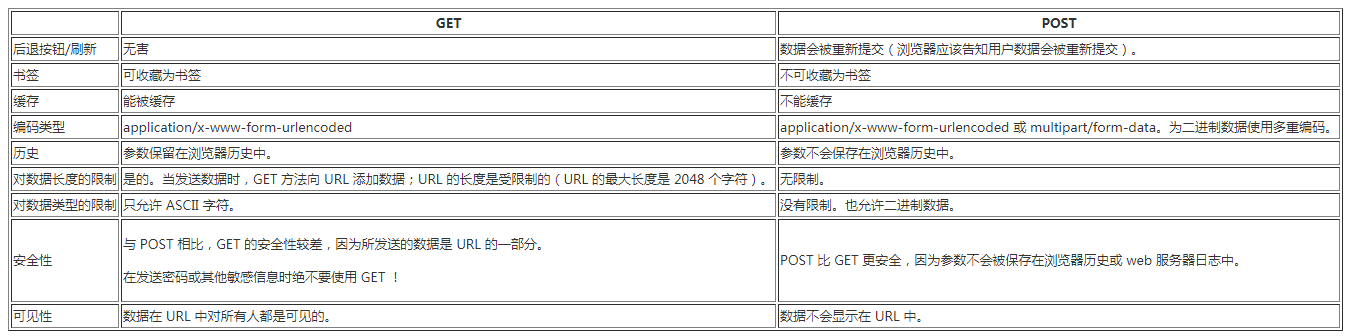 GET POST
后退按钮/刷新 无害 数据会被重新提交（浏览器应该告知用户数据会被重新提交）。
书签 可收藏为书签 不可收藏为书签
缓存 能被缓存 不能缓存
编码类型 application/x-www-form-urlencoded application/x-www-form-urlencoded 或 multipart/form-data。为二进制数据使用多重编码。
历史 参数保留在浏览器历史中。 参数不会保存在浏览器历史中。
对数据长度的限制 是的。当发送数据时，GET 方法向 URL 添加数据；URL 的长度是受限制的（URL 的最大长度是 2048 个字符）。 无限制。
对数据类型的限制 只允许 ASCII 字符。 没有限制。也允许二进制数据。
安全性
与 POST 相比，GET 的安全性较差，因为所发送的数据是 URL 的一部分。
在发送密码或其他敏感信息时绝不要使用 GET ！
POST 比 GET 更安全，因为参数不会被保存在浏览器历史或 web 服务器日志中。
可见性 数据在 URL 中对所有人都是可见的。 数据不会显示在 URL 中。